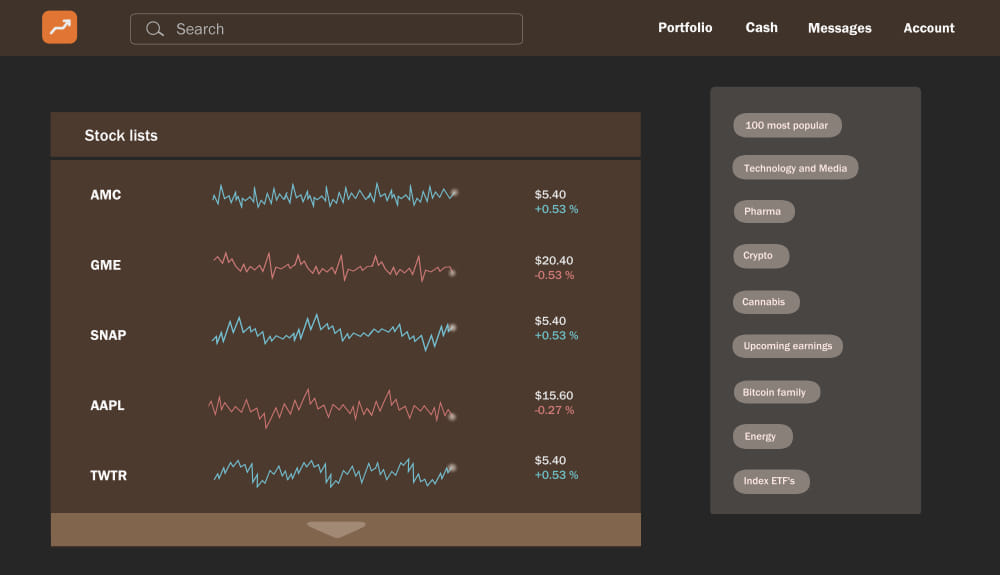 Search
Portfolio
Cash
Messages
Account
Stock lists
AMC
$5.40
+0.53 %
GME
$20.40
-0.53 %
SNAP
$5.40
+0.53 %
AAPL
$15.60
-0.27 %
TWTR
$5.40
+0.53 %
100 most popular
Technology and Media
Pharma
Crypto
Cannabis
Upcoming earnings
Bitcoin family
Energy
Index ETF's